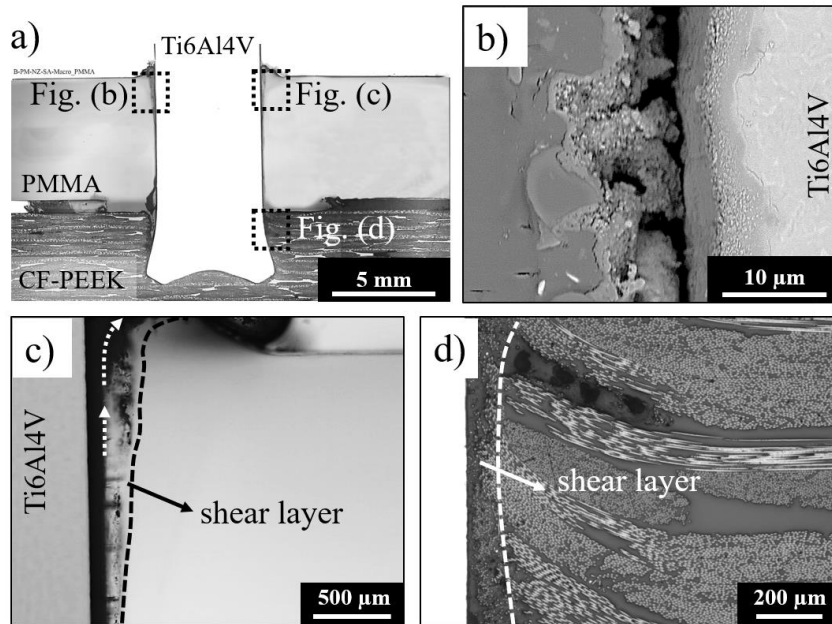 a)
Ti6Al4V
B-PM-NZ-SA-Macro_PMMA
Fig. (b)
Fig. (c)
PMMA
Fig. (d)
CF-PEEK
5 mm
b)
Ti6Al4V
10 µm
c)
Ti6Al4V
shear layer
500 µm
d)
shear layer
200 µm